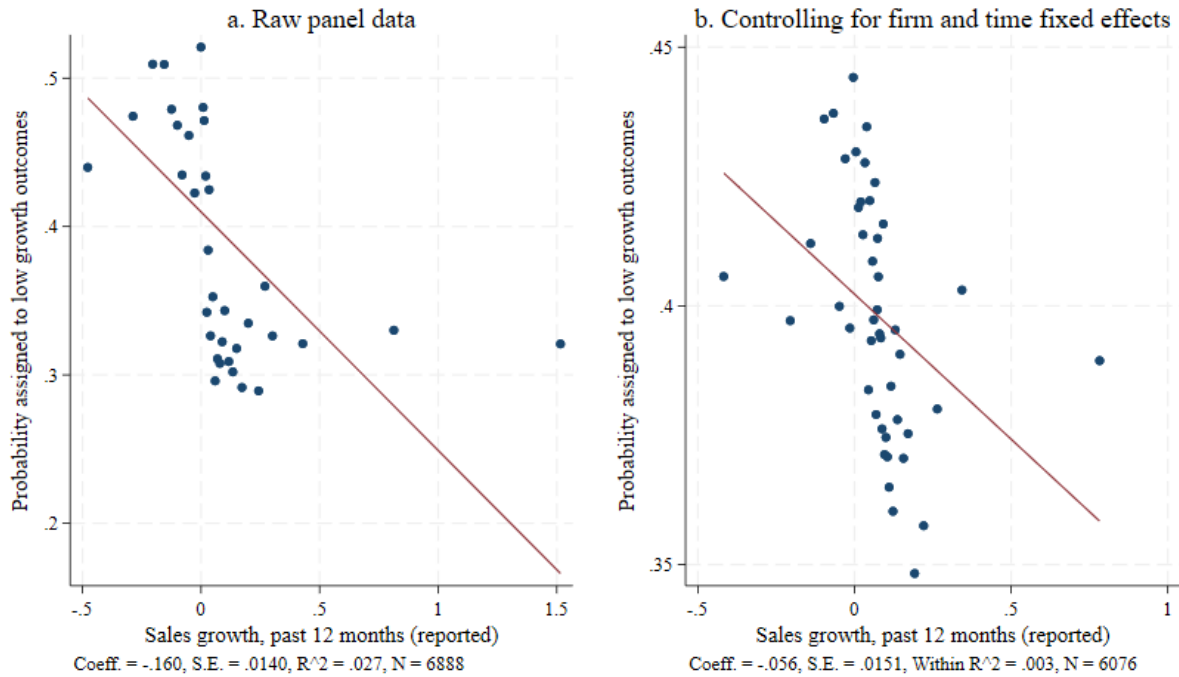 a. Raw panel data
Probability assigned to low growth outcomes
.5
.4
.3
.2
-.5
0
.5
1
1.5
Sales growth, past 12 months (reported)
Coeff. = -.160, S.E. = .0140, R^2 = .027, N = 6888
b. Controlling for firm and time fixed effects
Probability assigned to low growth outcomes
.45
.4
.35
-.5
0
.5
1
Sales growth, past 12 months (reported)
Coeff. = -.056, S.E. = .0151, Within R^2 = .003, N = 6076